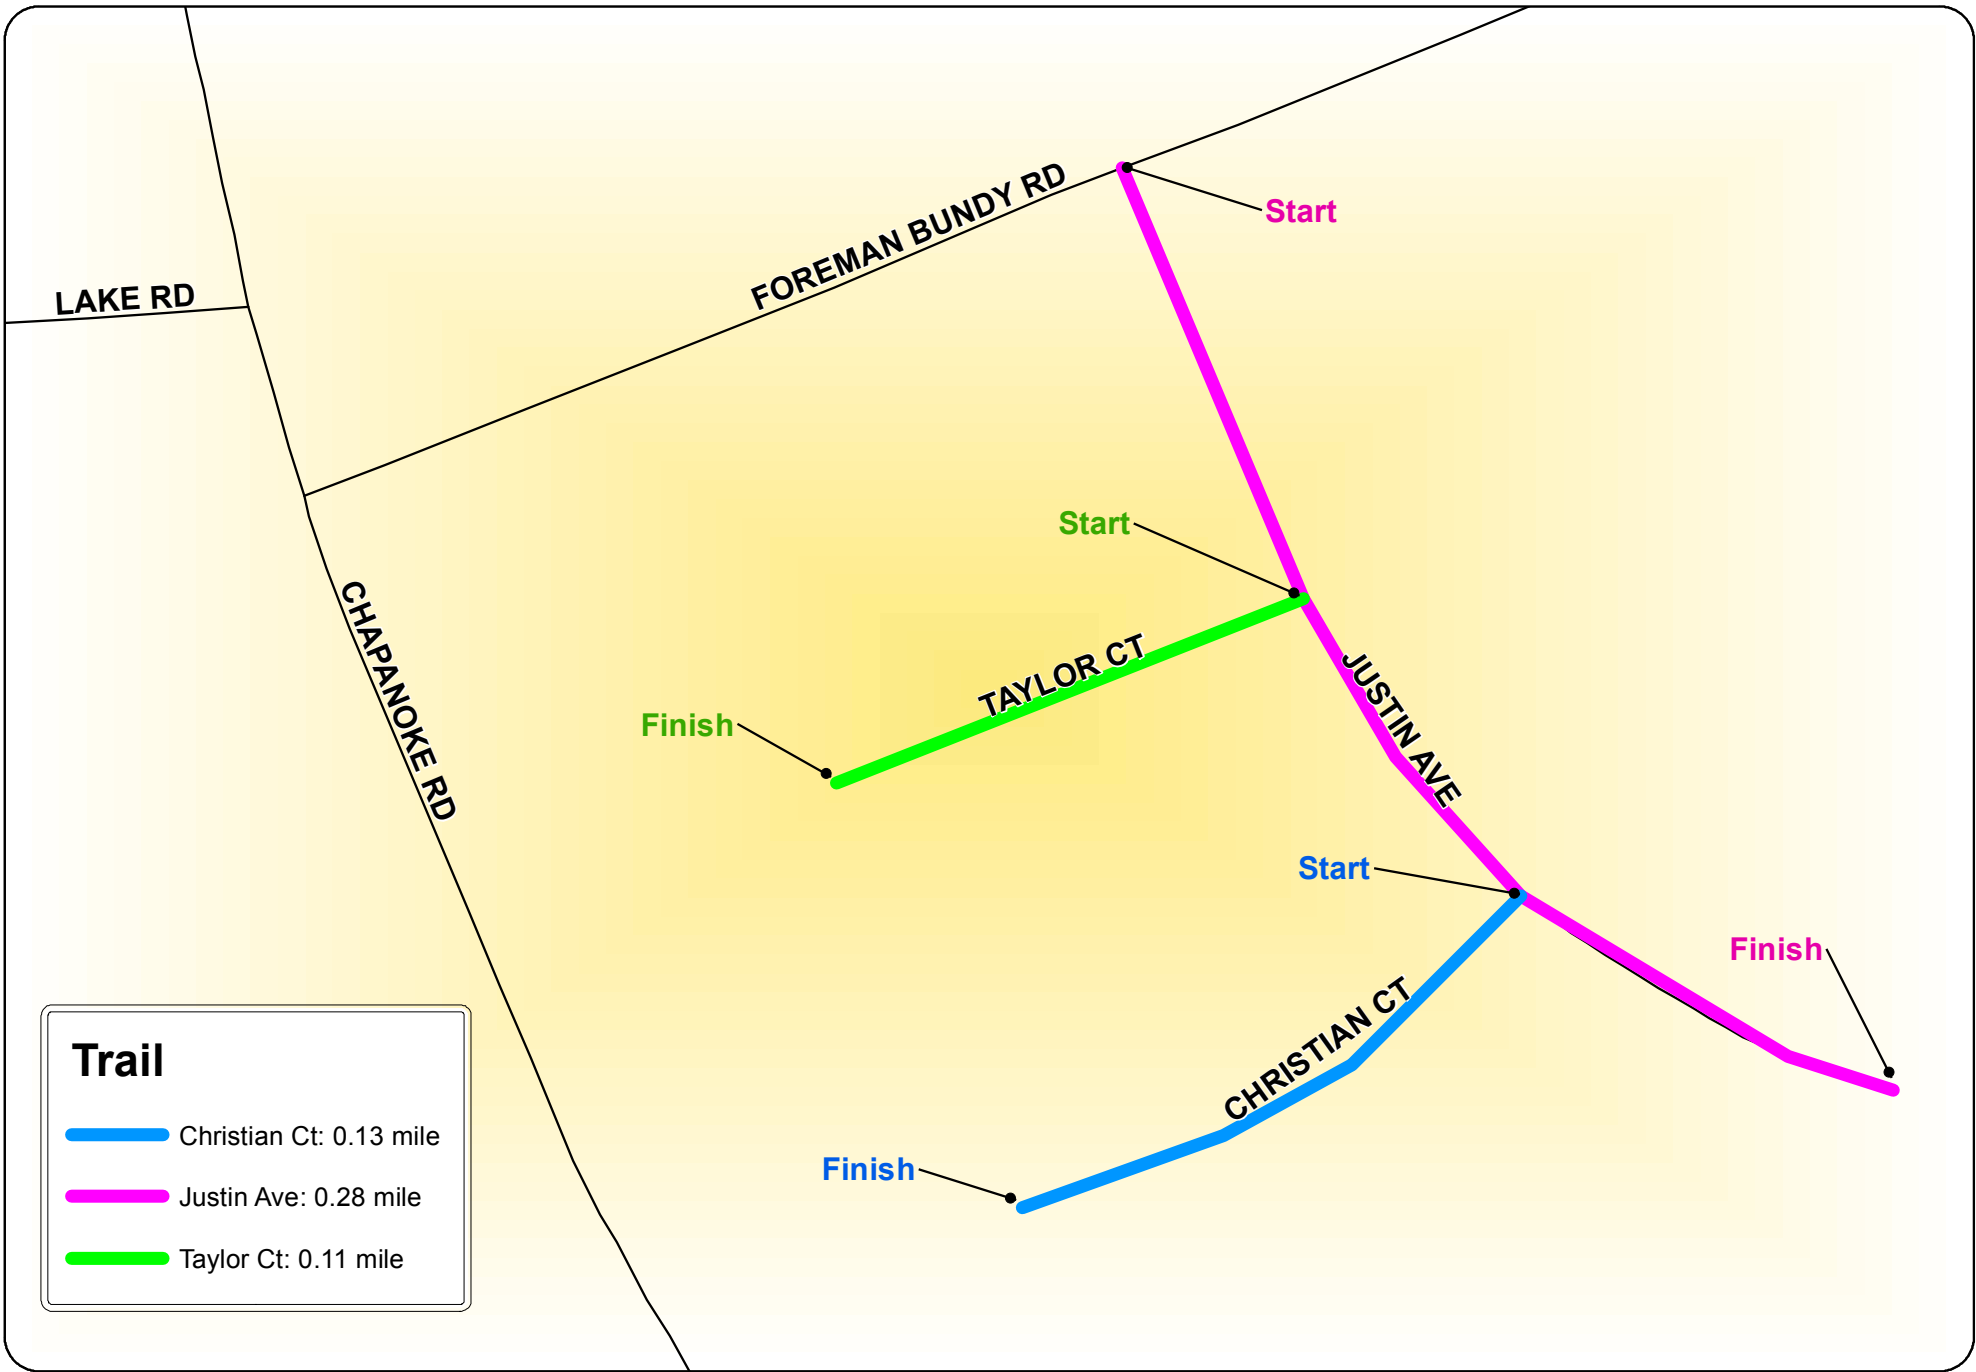 FOREMAN BUNDY RD
Start
LAKE RD
Start
CHAPANOKE RD
TAYLOR CT
JUSTIN AVE
Finish
Start
Finish
CHRISTIAN CT
Finish
Trail
Christian Ct: 0.13 mile
Justin Ave: 0.28 mile
Taylor Ct: 0.11 mile